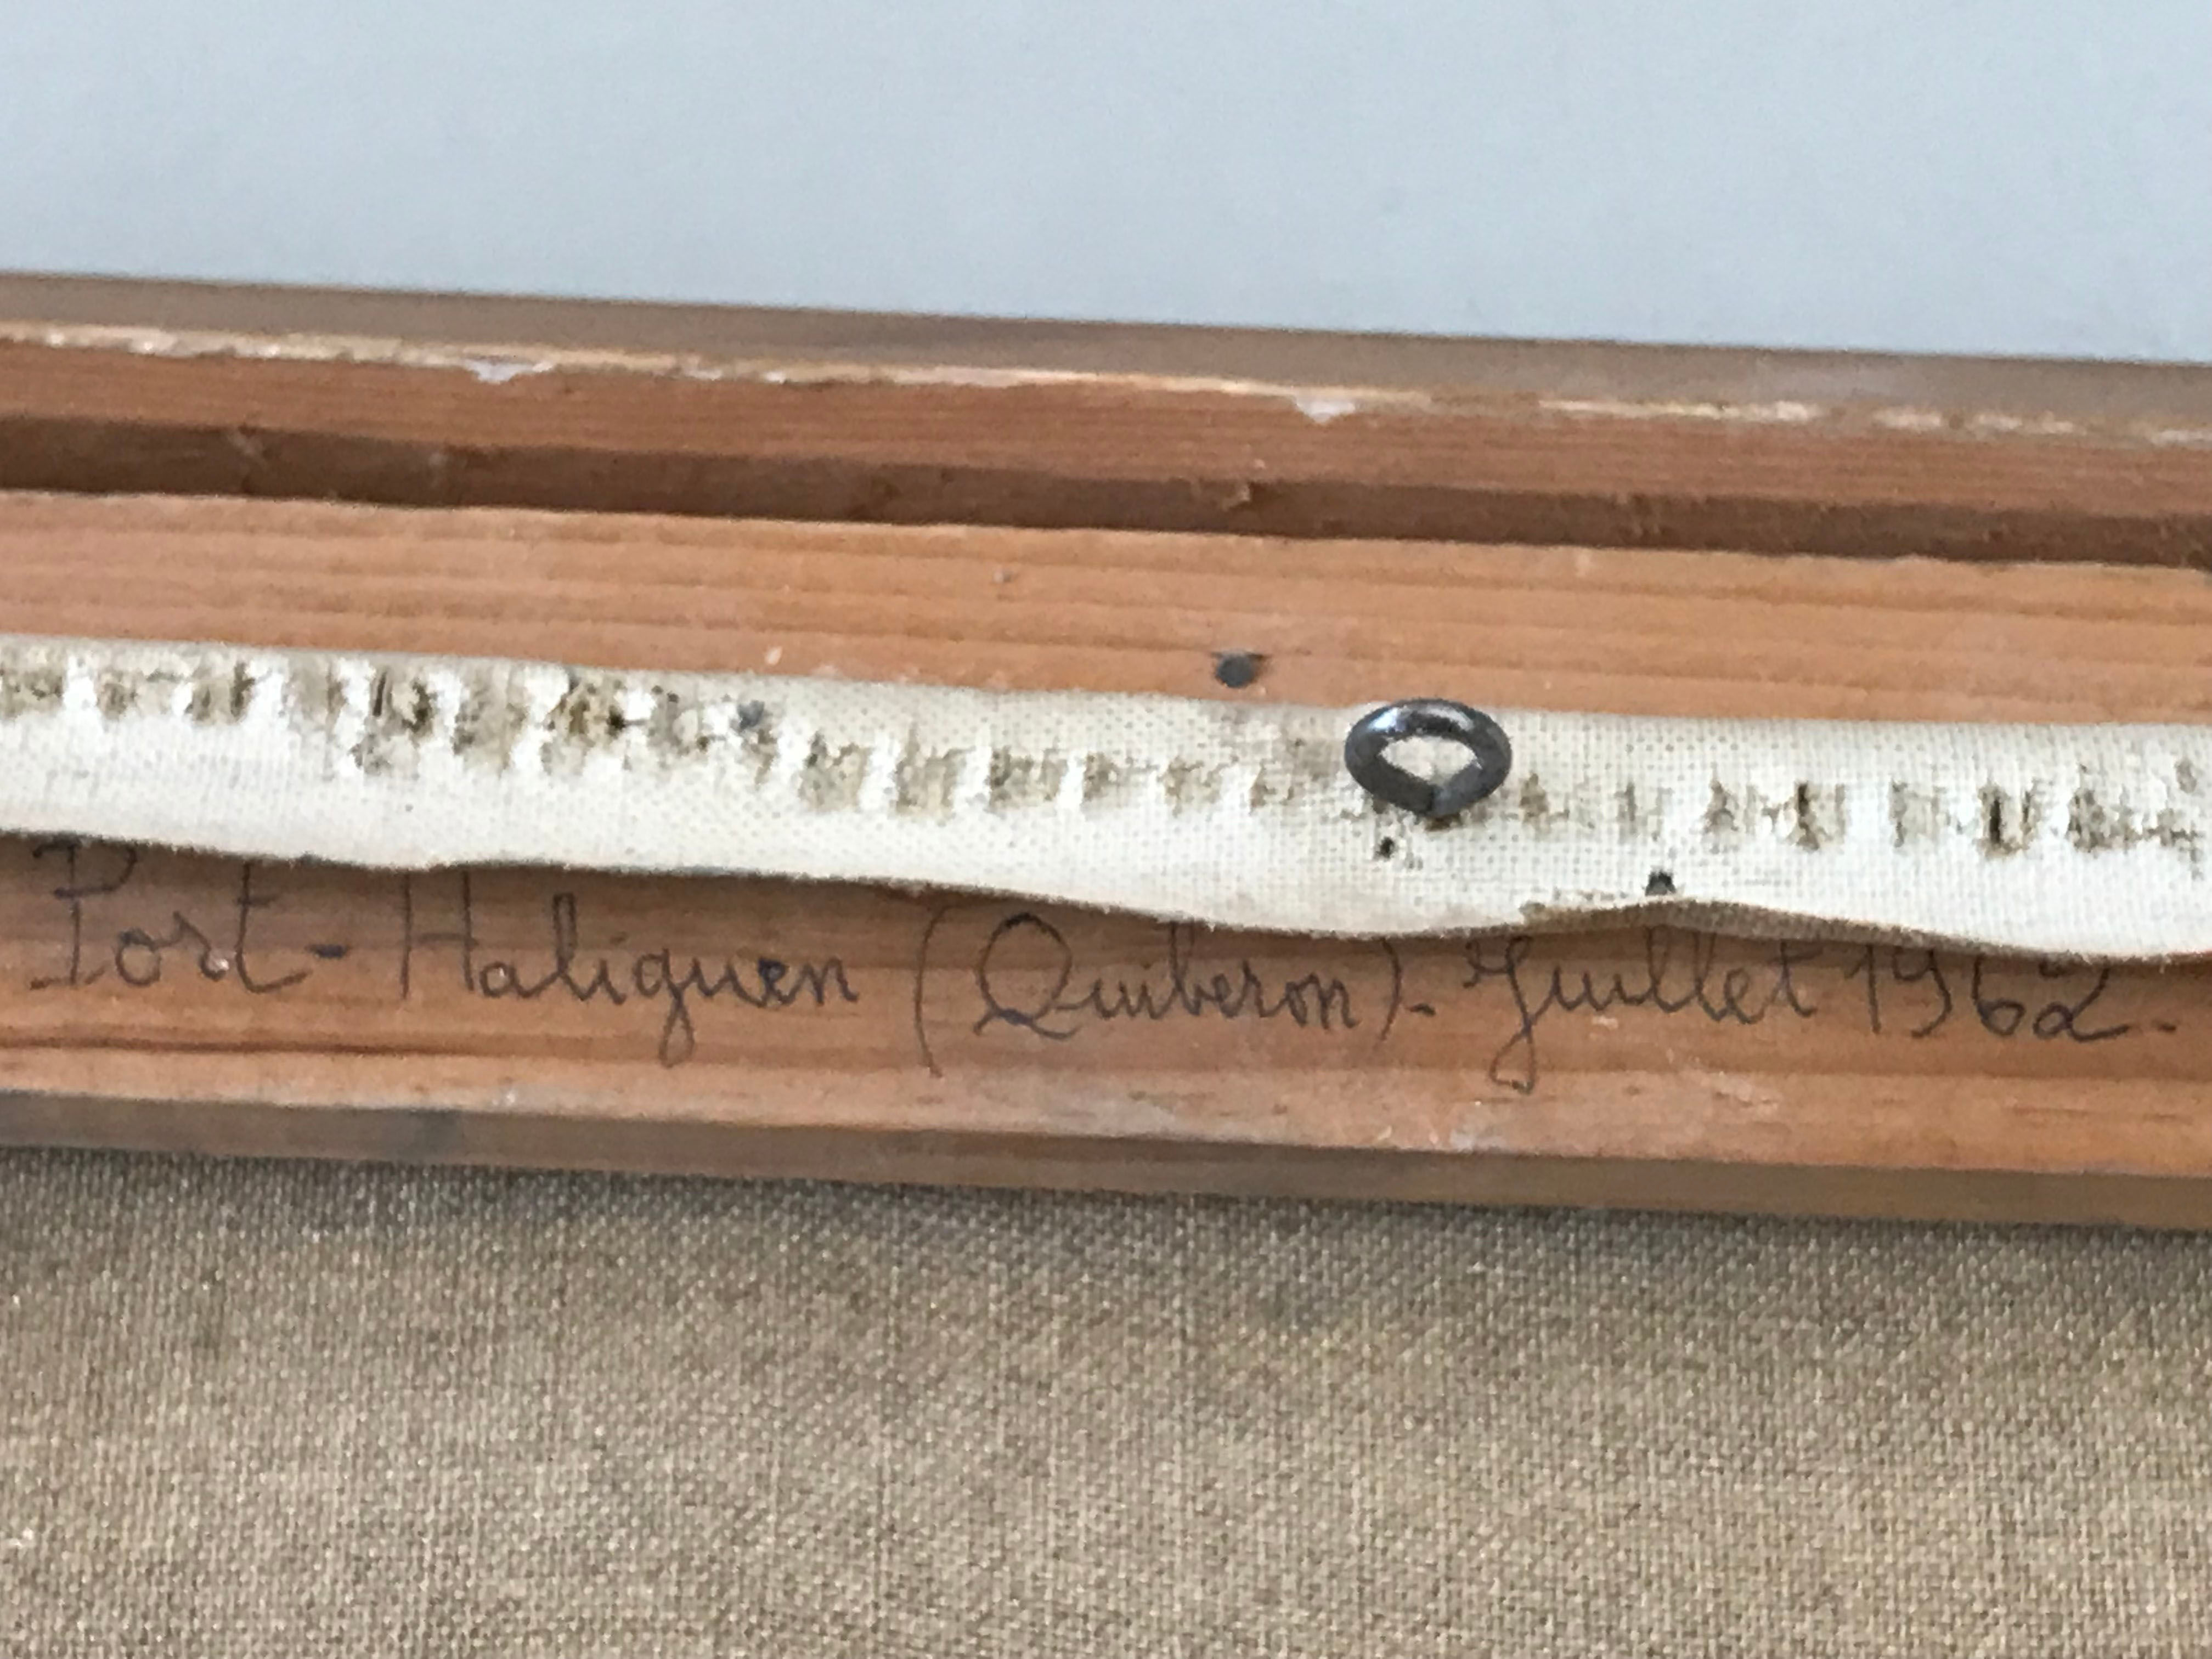 Port-Haliguen (Quiberon). Juillet 1962.